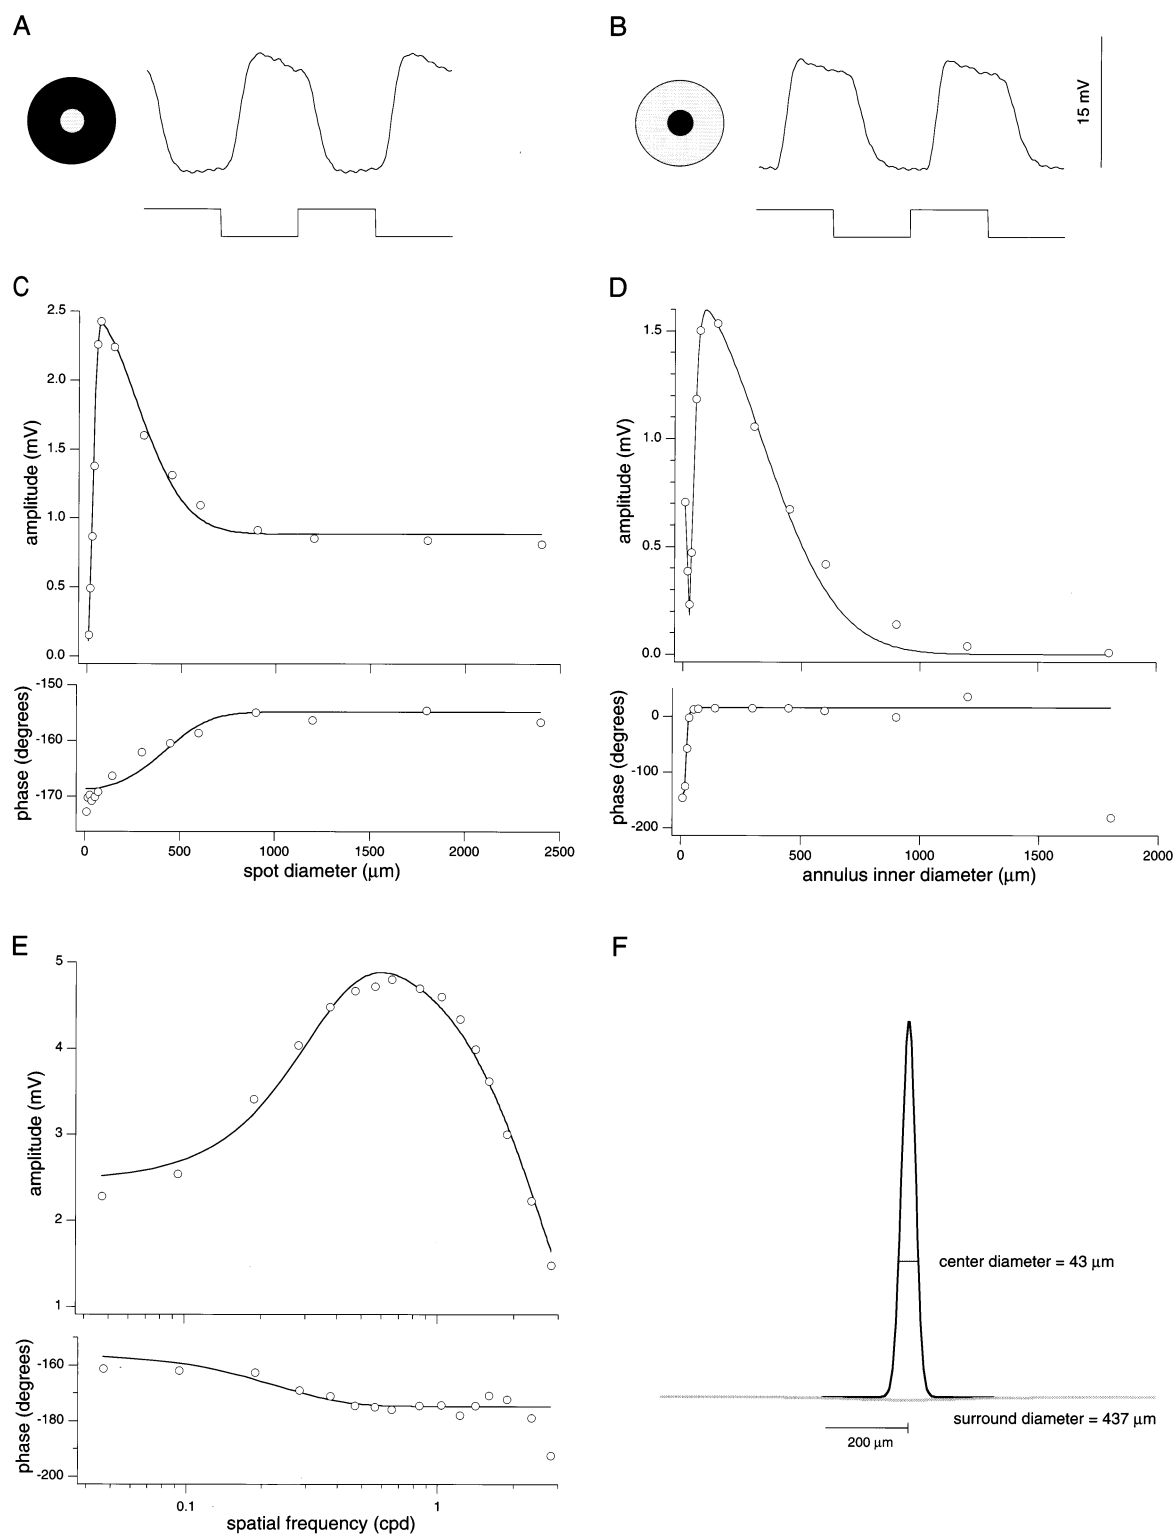 A
B
15 mV
C
D
2.5
2.0
1.5
1.0
0.5
0.0
amplitude (mV)
1.5
1.0
0.5
0.0
amplitude (mV)
-150
-160
-170
phase (degrees)
0
500
1000
1500
2000
2500
spot diameter (μm)
0
-100
-200
phase (degrees)
0
500
1000
1500
2000
annulus inner diameter (μm)
E
F
5
4
3
2
1
amplitude (mV)
-160
-180
-200
phase (degrees)
0.1
1
spatial frequency (cpd)
center diameter = 43 μm
surround diameter = 437 μm
200 μm